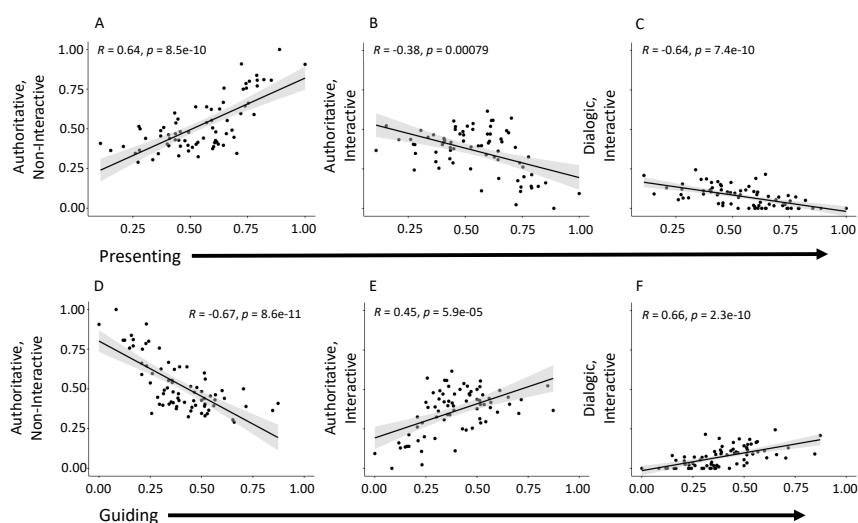 A
B
C
R = 0.64, p = 8.5e-10
R = -0.38, p = 0.00079
R = -0.64, p = 7.4e-10
Authoritative,
Non-Interactive
1.00
0.75
0.50
0.25
0.00
Authoritative,
Interactive
Dialogic,
Interactive
0.25 0.50 0.75 1.00
0.25 0.50 0.75 1.00
0.25 0.50 0.75 1.00
Presenting
D
E
F
R = -0.67, p = 8.6e-11
R = 0.45, p = 5.9e-05
R = 0.66, p = 2.3e-10
Authoritative,
Non-Interactive
1.00
0.75
0.50
0.25
0.00
Authoritative,
Interactive
Dialogic,
Interactive
0.00 0.25 0.50 0.75 1.00
0.00 0.25 0.50 0.75 1.00
0.00 0.25 0.50 0.75 1.00
Guiding